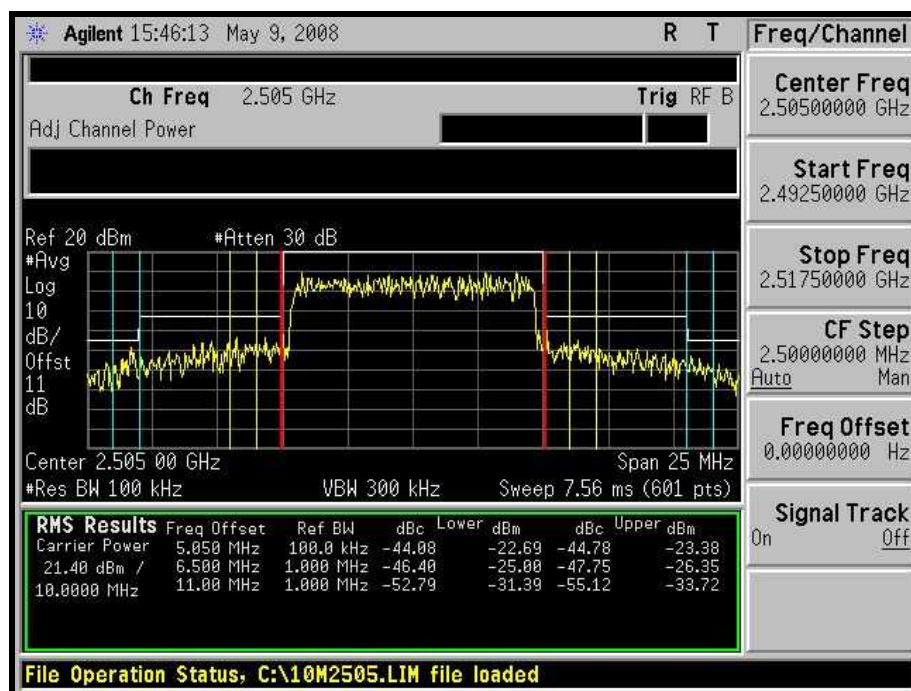 Agilent 15:46:13 May 9, 2008 R T
Ch Freq 2.505 GHz Trig RF B
Adj Channel Power
Ref 20 dBm #Atten 30 dB
#Avg
Log
10
dB/
Offst
11
dB
Center 2.505 00 GHz Span 25 MHz
#Res BW 100 kHz VBW 300 kHz Sweep 7.56 ms (601 pts)
RMS Results Freq Offset Ref BW dBc Lower dBm dBc Upper dBm
Carrier Power 5.050 MHz 100.0 kHz -44.08 -22.69 -44.78 -23.38
21.40 dBm / 6.500 MHz 1.000 MHz -46.40 -25.00 -47.75 -26.35
10.0000 MHz 11.00 MHz 1.000 MHz -52.79 -31.39 -55.12 -33.72
File Operation Status, C:\10M2505.LIM file loaded
Freq/Channel
Center Freq
2.50500000 GHz
Start Freq
2.49250000 GHz
Stop Freq
2.51750000 GHz
CF Step
2.50000000 MHz
Auto Man
Freq Offset
0.00000000 Hz
Signal Track
On Off